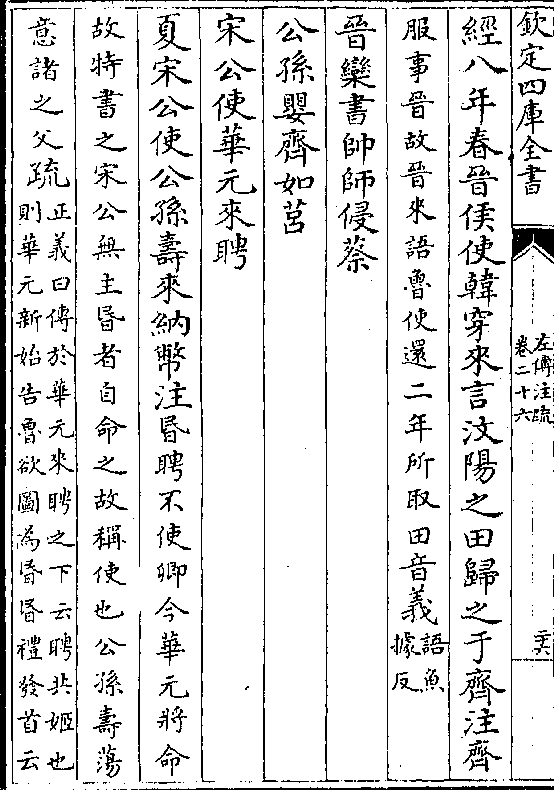 欽定四庫全書
左傳注疏
卷二十六
經八年春晉侯使韓穿來言汶陽之田歸之于齊注齊
服事晉故晉來語魯使還二年所取田音義語魚
據反
晉欒書帥師侵蔡
公孫嬰齊如莒
宋公使華元來聘
夏宋公使公孫壽來納幣注昬聘不使卿今華元將命
故特書之宋公無主昬者自命之故稱使也公孫壽蕩
意諸之父疏正義曰傳於華元來聘之下云聘共姬也
則華元新始告魯欲圖為昬昬禮發首云